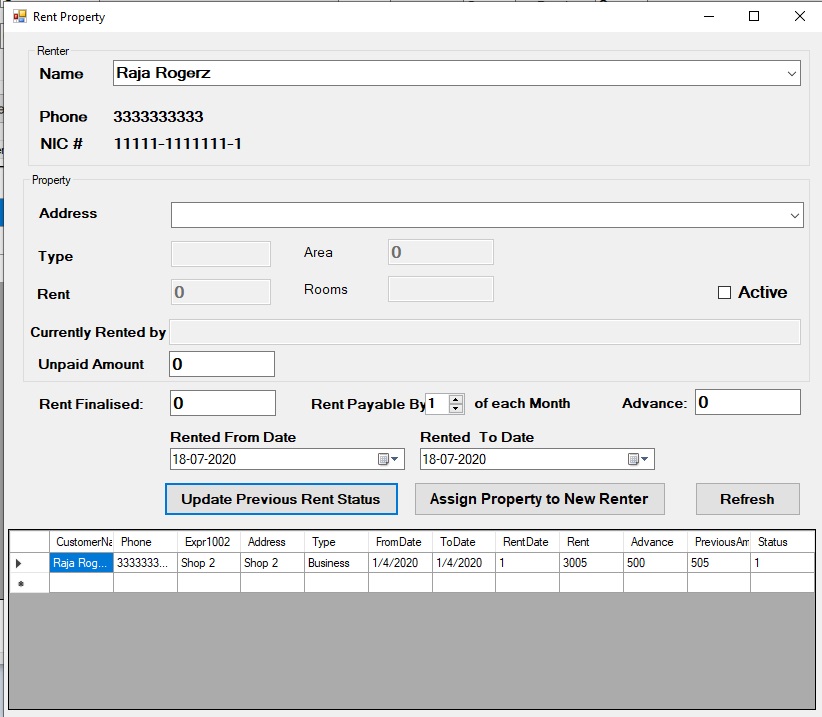 Rent Property
Renter
Name Raja Rogerz
Phone 3333333333
NIC # 11111-1111111-1
Property
Address
Type Area 0
Rent 0 Rooms Active
Currently Rented by
Unpaid Amount 0
Rent Finalised: 0 Rent Payable By 1 of each Month Advance: 0
Rented From Date Rented To Date
18-07-2020 18-07-2020
Update Previous Rent Status Assign Property to New Renter Refresh
CustomerNa Phone Expr1002 Address Type FromDate ToDate RentDate Rent Advance PreviousAm Status
Raja Rog... 3333333... Shop 2 Shop 2 Business 1/4/2020 1/4/2020 1 3005 500 505 1